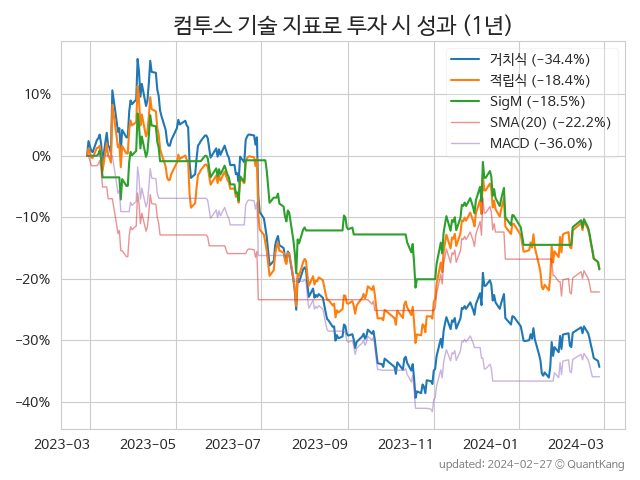 컴투스 기술 지표로 투자 시 성과 (1년)
거치식 (−34.4%)
적립식 (−18.4%)
SigM (−18.5%)
SMA(20) (−22.2%)
MACD (−36.0%)
10%
0%
−10%
−20%
−30%
−40%
2023-03 2023-05 2023-07 2023-09 2023-11 2024-01 2024-03
updated: 2024-02-27 ⓒ QuantKang